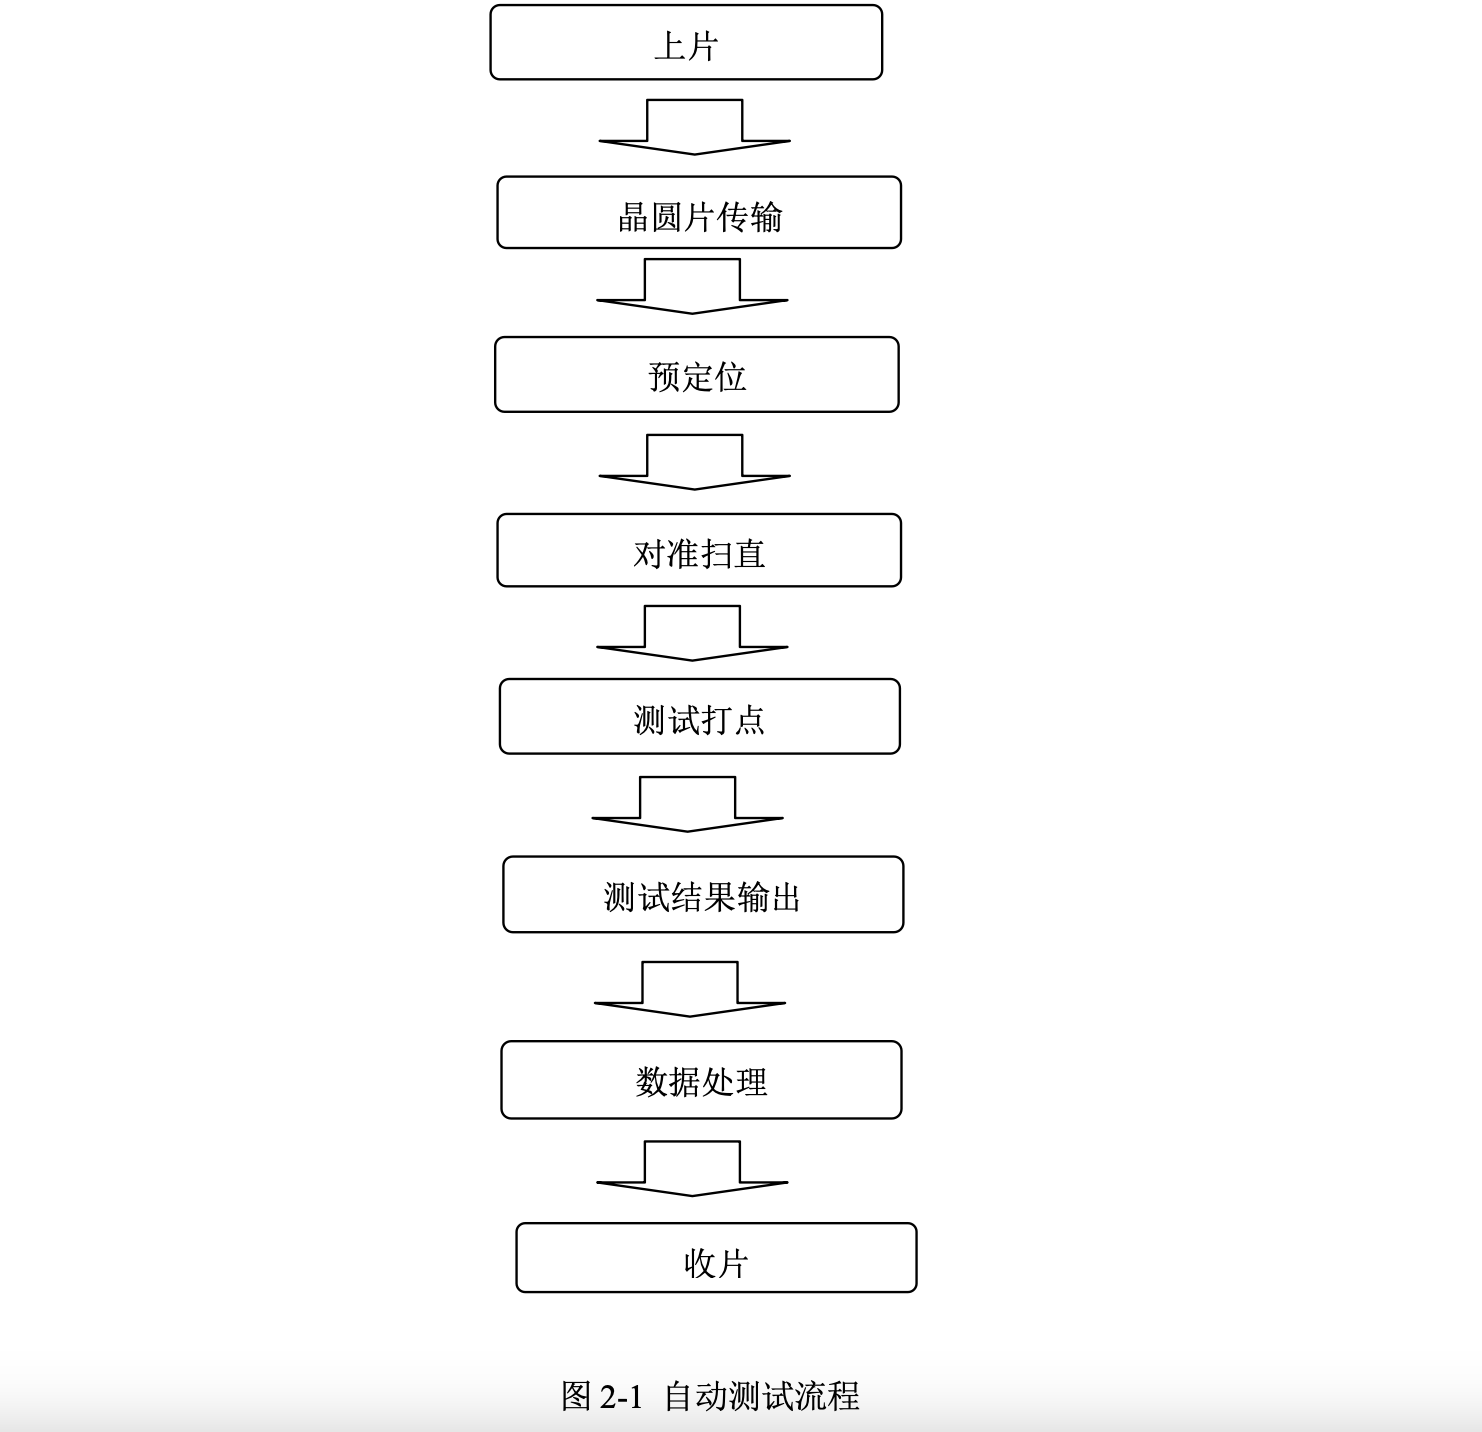 上片
晶圆片传输
预定位
对准扫直
测试打点
测试结果输出
数据处理
收片
图 2-1 自动测试流程